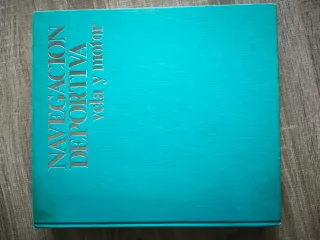 NAVEGACION
DEPORTIVA
vela y motor